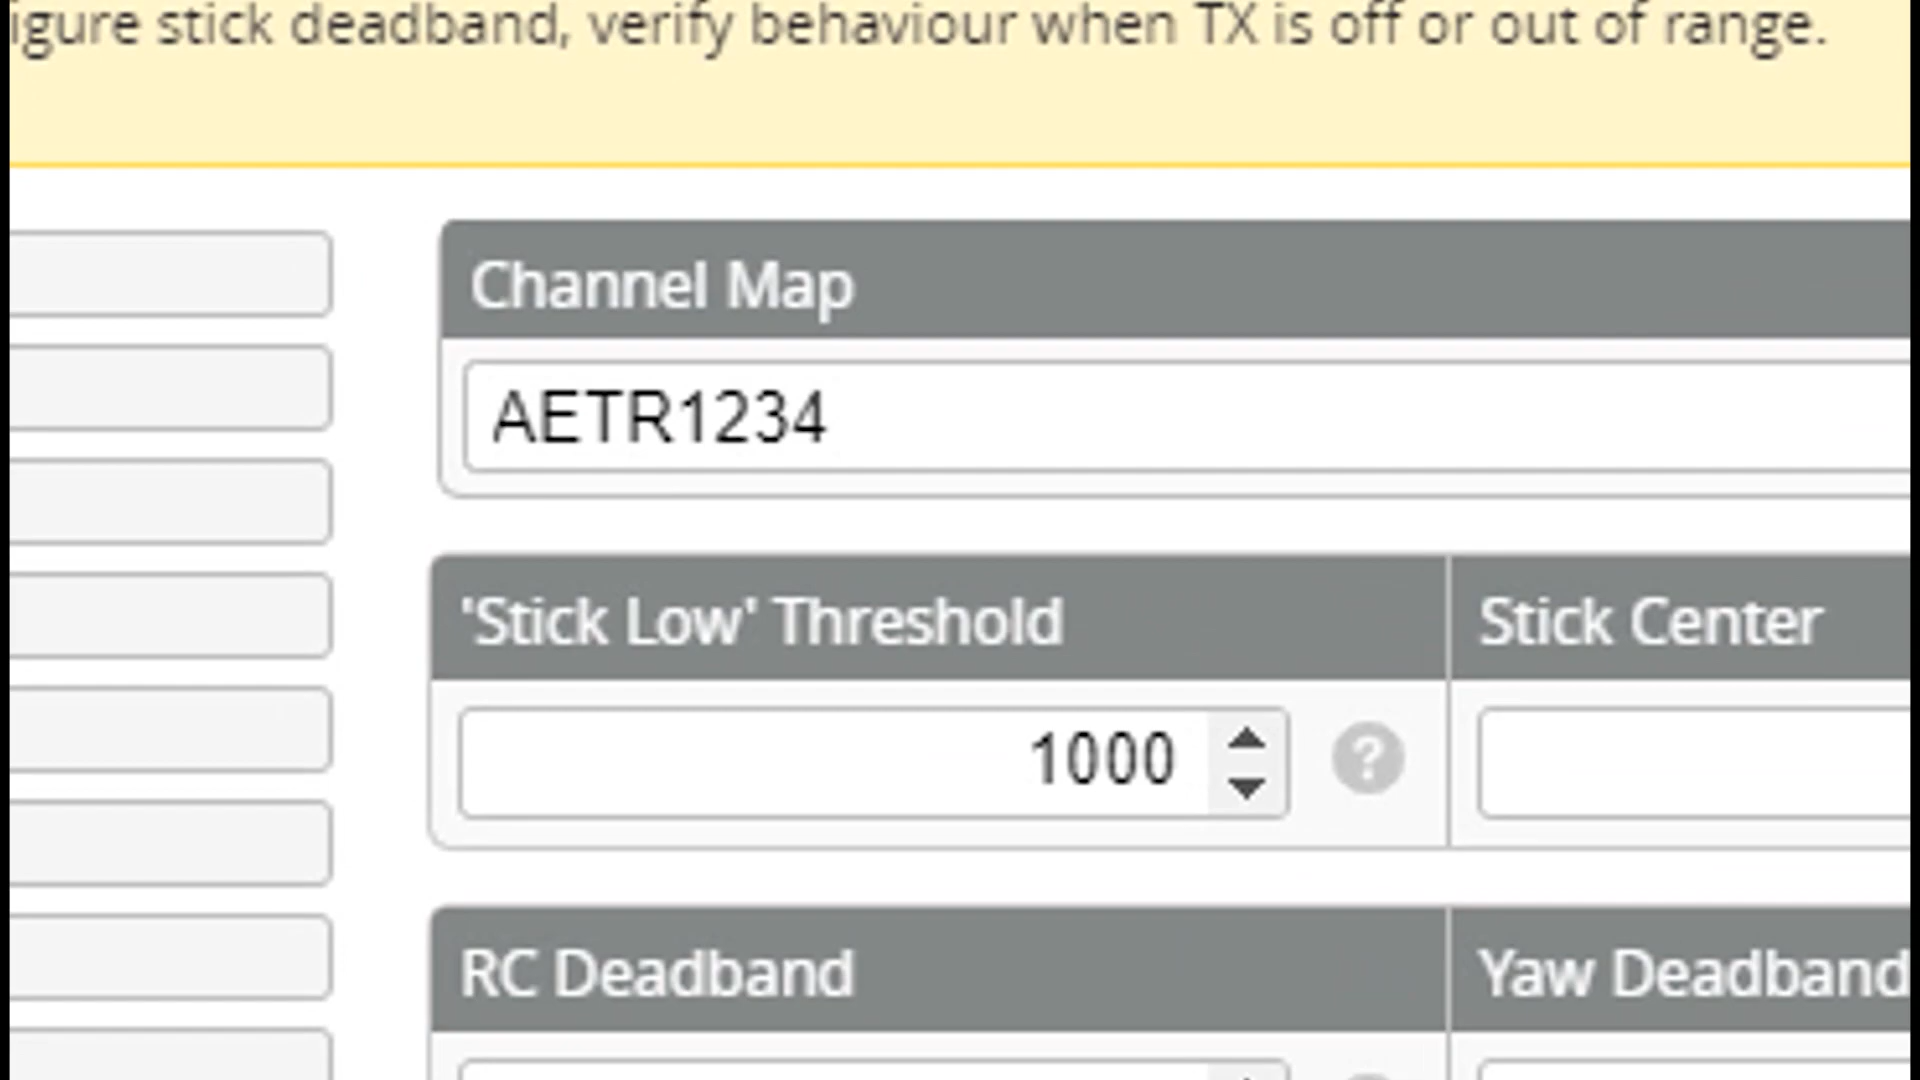 igure stick deadband, verify behaviour when TX is off or out of range.
Channel Map
AETR1234
'Stick Low' Threshold
Stick Center
1000
?
RC Deadband
Yaw Deadband